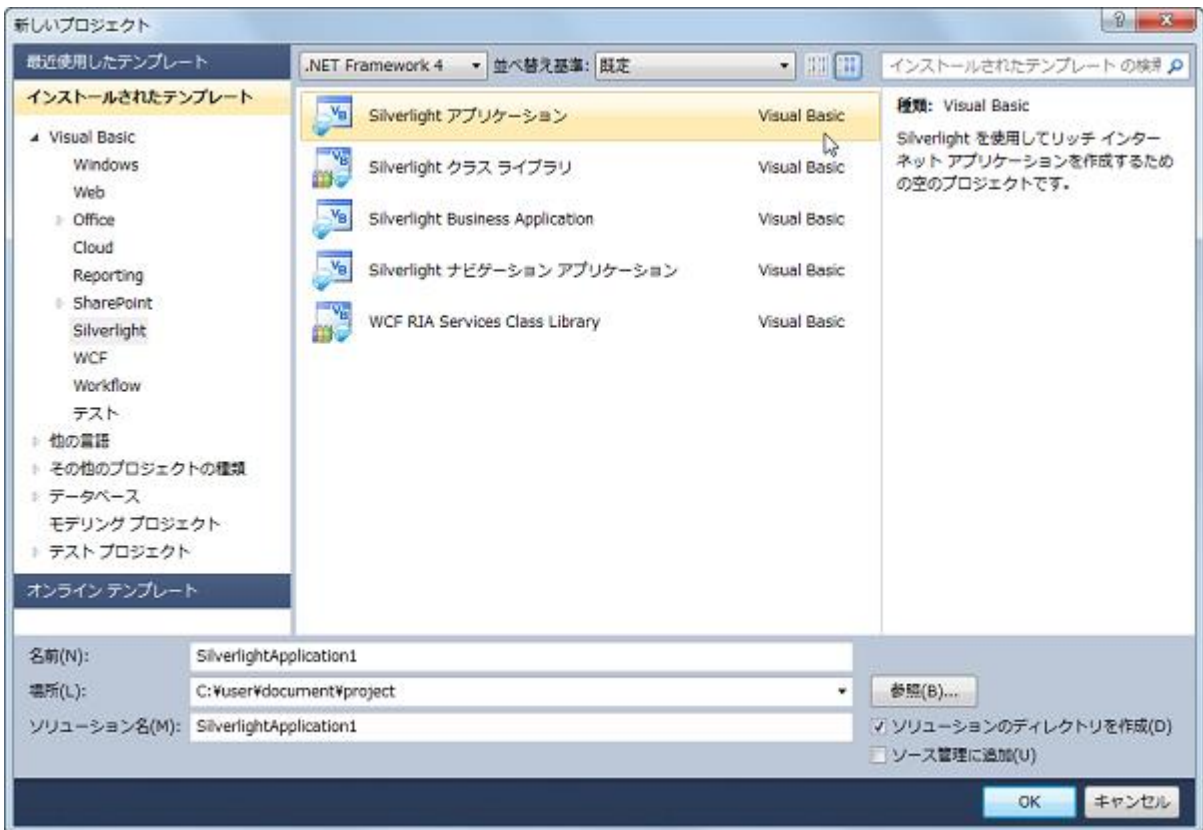 新しいプロジェクト
最近使用したテンプレート
.NET Framework 4 並べ替え基準: 既定
インストールされたテンプレート の検索
インストールされたテンプレート
Visual Basic
Windows
Web
Office
Cloud
Reporting
SharePoint
Silverlight
WCF
Workflow
テスト
他の言語
その他のプロジェクトの種類
データベース
モデリング プロジェクト
テスト プロジェクト
オンライン テンプレート
Silverlight アプリケーション Visual Basic
Silverlight クラス ライブラリ Visual Basic
Silverlight Business Application Visual Basic
Silverlight ナビゲーション アプリケーション Visual Basic
WCF RIA Services Class Library Visual Basic
種類: Visual Basic
Silverlight を使用してリッチ インター
ネット アプリケーションを作成するため
の空のプロジェクトです。
名前(N): SilverlightApplication1
場所(L): C:¥user¥document¥project 参照(B)...
ソリューション名(M): SilverlightApplication1
ソリューションのディレクトリを作成(D)
ソース管理に追加(U)
OK キャンセル